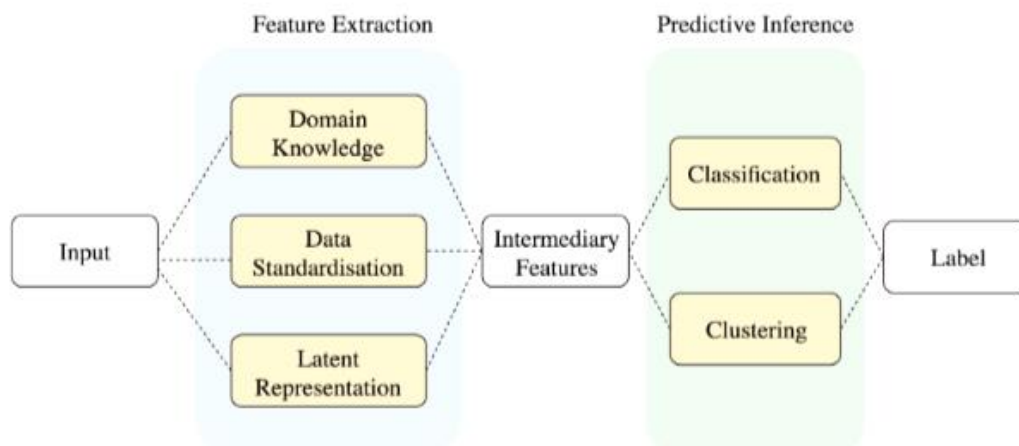 Feature Extraction
Predictive Inference
Domain
Knowledge
Classification
Input
Data
Standardisation
Intermediary
Features
Label
Clustering
Latent
Representation